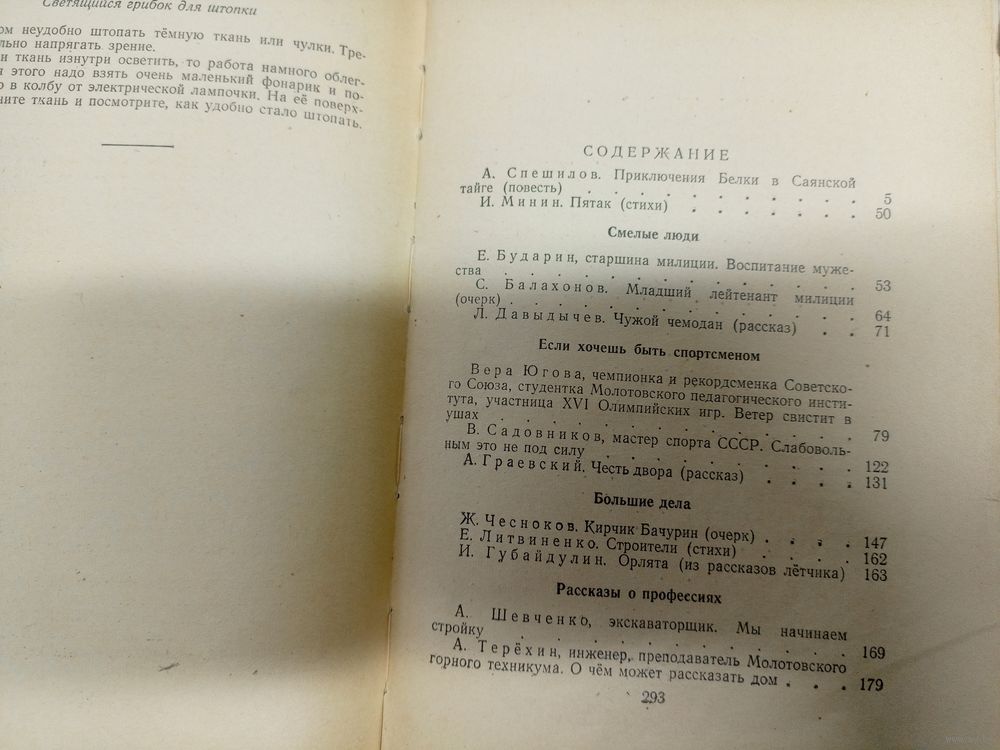 Светящийся грибок для штопки
ом неудобно штопать тёмную ткань или чулки. Тре-
льно напрягать зрение.
и ткань изнутри осветить, то работа намного облег-
я этого надо взять очень маленький фонарик и по-
о в колбу от электрической лампочки. На её поверх-
ните ткань и посмотрите, как удобно стало штопать.
СОДЕРЖАНИЕ
А. Спешилов. Приключения Белки в Саянской
тайге (повесть) . . . . . . . . . . 5
И. Минин. Пятак (стихи) . . . . . . . 50
Смелые люди
Е. Бударин, старшина милиции. Воспитание муже-
ства . . . . . . . . . . . . . . 53
С. Балахонов. Младший лейтенант милиции
(очерк) . . . . . . . . . . . . . 64
Л. Давыдычев. Чужой чемодан (рассказ) . . 71
Если хочешь быть спортсменом
Вера Югова, чемпионка и рекордсменка Советско-
го Союза, студентка Молотовского педагогического инсти-
тута, участница XVI Олимпийских игр. Ветер свистит в
ушах . . . . . . . . . . . . . . 79
В. Садовников, мастер спорта СССР. Слабоволь-
ным это не под силу . . . . . . . . . 122
А. Граевский. Честь двора (рассказ) . . . . 131
Большие дела
Ж. Чесноков. Кирчик Бачурин (очерк) . . . . 147
Е. Литвиненко. Строители (стихи) . . . . 162
И. Губайдулин. Орлята (из рассказов лётчика) 163
Рассказы о профессиях
А. Шевченко, экскаваторщик. Мы начинаем
стройку . . . . . . . . . . . . . 169
А. Терёхин, инженер, преподаватель Молотовского
горного техникума. О чём может рассказать дом . . . 179
293